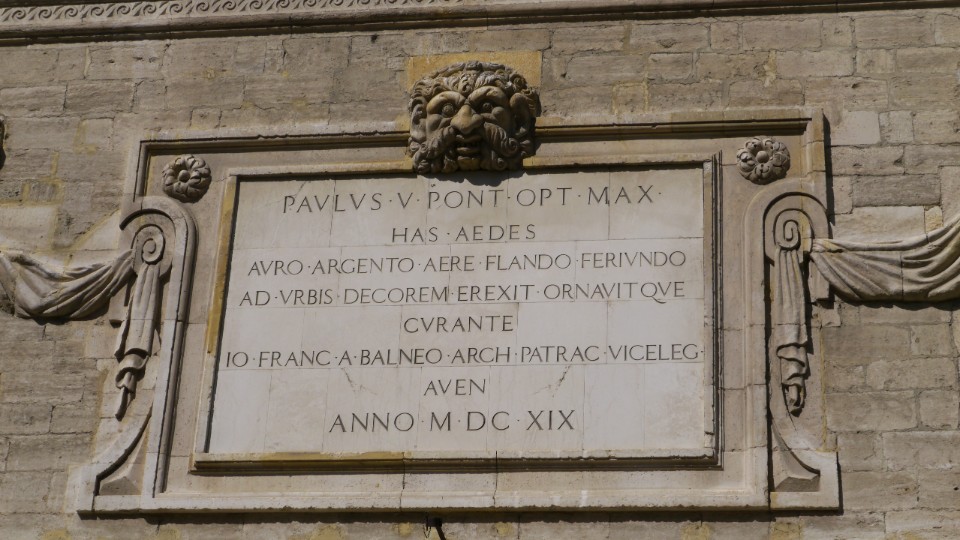 PAVLVS·V·PONT·OPT·MAX·
HAS·AEDES
AVRO·ARGENTO·AERE·FLANDO·FERIVNDO
AD·VRBIS·DECOREM·EREXIT·ORNAVITQVE
CVRANTE
IO·FRANC·A·BALNEO·ARCH·PATRAC·VICELEG·
AVEN
ANNO·M·DC·XIX